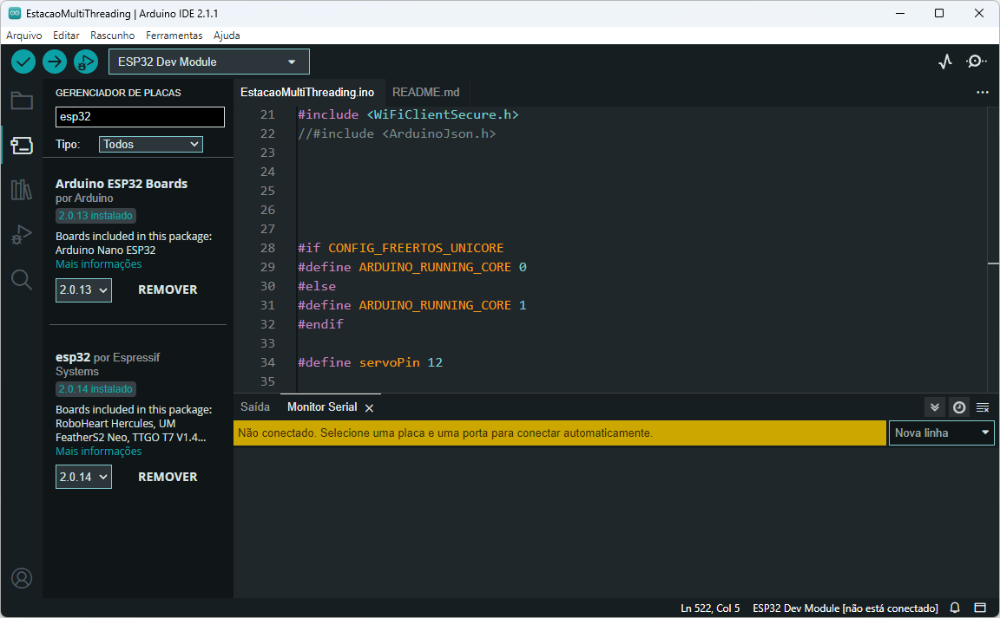 EstacaoMultiThreading | Arduino IDE 2.1.1
Arquivo Editar Rascunho Ferramentas Ajuda
ESP32 Dev Module
GERENCIADOR DE PLACAS
esp32
Tipo: Todos
Arduino ESP32 Boards
por Arduino
2.0.13 instalado
Boards included in this package:
Arduino Nano ESP32
Mais informações
2.0.13 REMOVER
esp32 por Espressif
Systems
2.0.14 instalado
Boards included in this package:
RoboHeart Hercules, UM
FeatherS2 Neo, TTGO T7 V1.4...
Mais informações
2.0.14 REMOVER
EstacaoMultiThreading.ino README.md
21 #include <WiFiClientSecure.h>
22 //#include <ArduinoJson.h>
23
24
25
26
27
28 #if CONFIG_FREERTOS_UNICORE
29 #define ARDUINO_RUNNING_CORE 0
30 #else
31 #define ARDUINO_RUNNING_CORE 1
32 #endif
33
34 #define servoPin 12
35
Saída Monitor Serial
Não conectado. Selecione uma placa e uma porta para conectar automaticamente.
Nova linha
Ln 522, Col 5 ESP32 Dev Module [não está conectado]